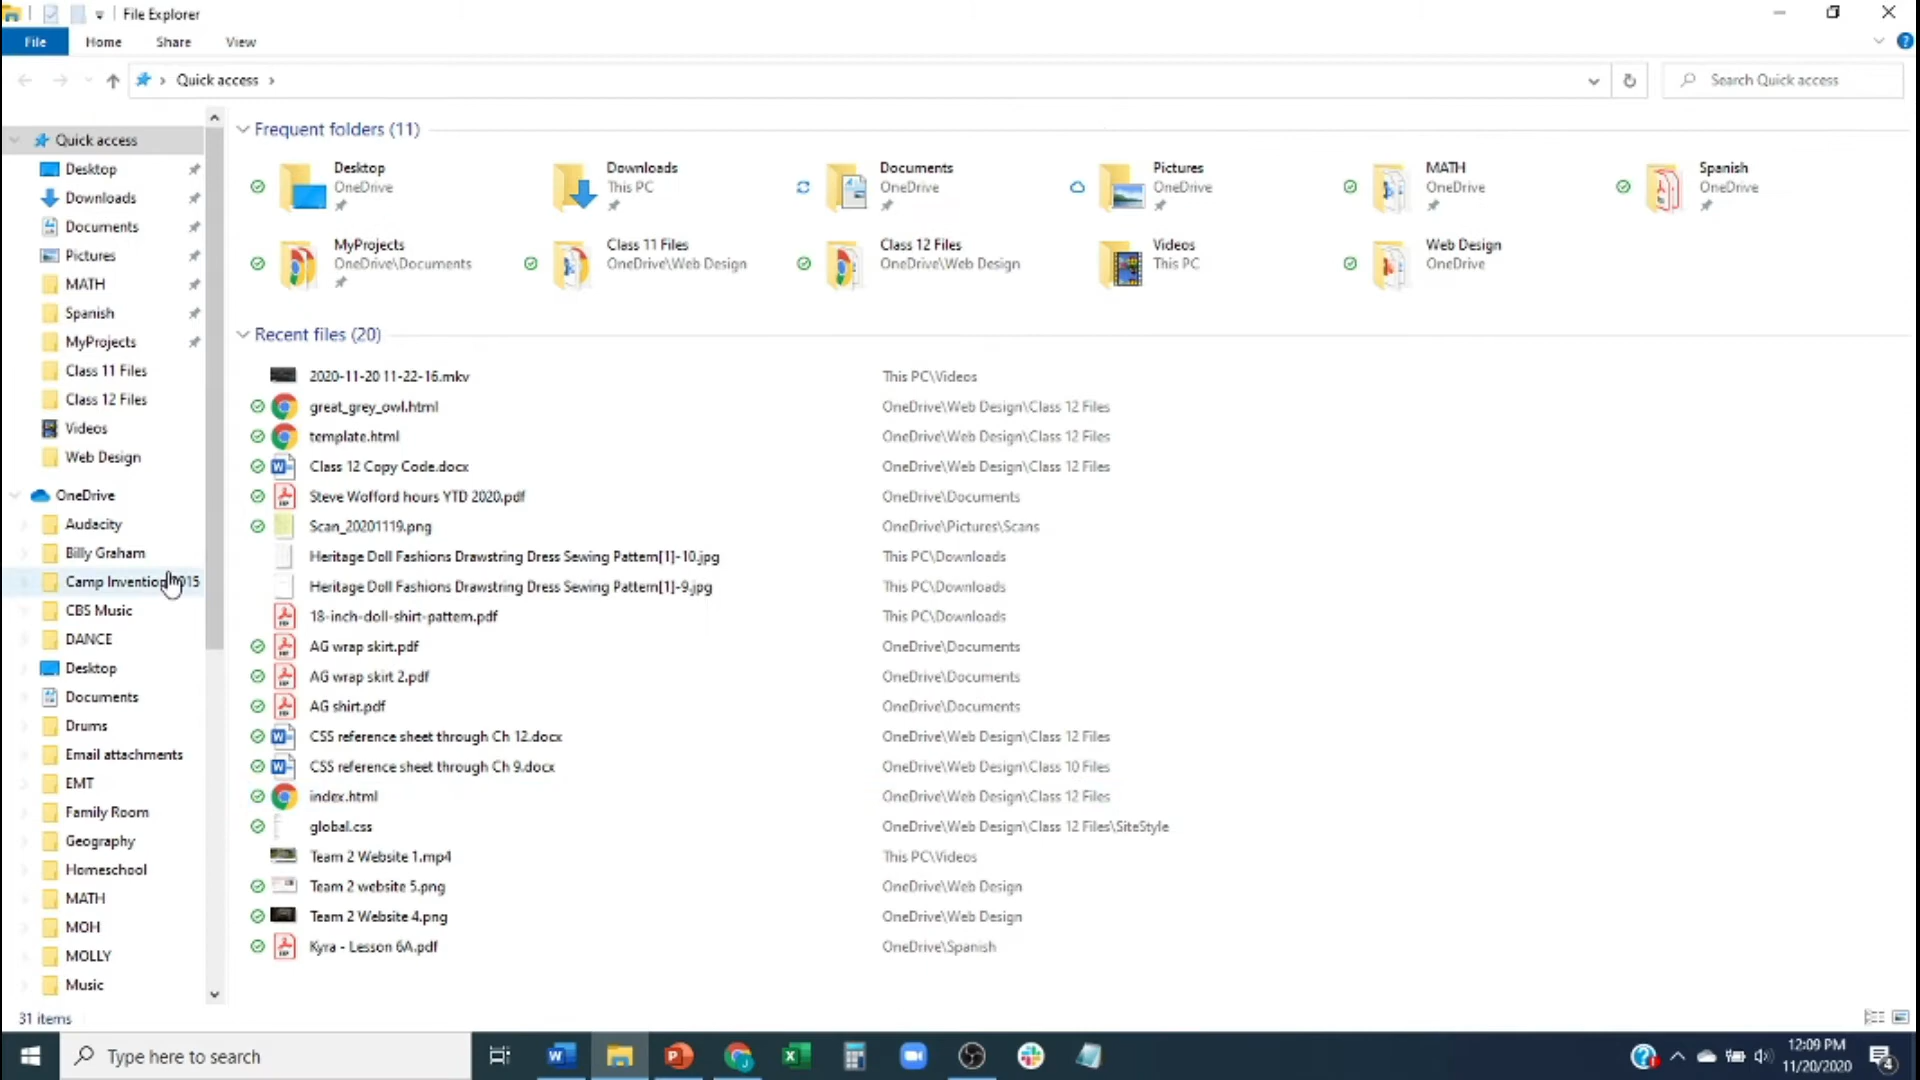 File Explorer
File Home Share View
Quick access
Search Quick access
Quick access
Desktop
Downloads
Documents
Pictures
MATH
Spanish
MyProjects
Class 11 Files
Class 12 Files
Videos
Web Design
OneDrive
Audacity
Billy Graham
Camp Invention 2015
CBS Music
DANCE
Desktop
Documents
Drums
Email attachments
EMT
Family Room
Geography
Homeschool
MATH
MOH
MOLLY
Music
Frequent folders (11)
Desktop
OneDrive
Downloads
This PC
Documents
OneDrive
Pictures
OneDrive
MATH
OneDrive
Spanish
OneDrive
MyProjects
OneDrive\Documents
Class 11 Files
OneDrive\Web Design
Class 12 Files
OneDrive\Web Design
Videos
This PC
Web Design
OneDrive
Recent files (20)
2020-11-20 11-22-16.mkv This PC\Videos
great_grey_owl.html OneDrive\Web Design\Class 12 Files
template.html OneDrive\Web Design\Class 12 Files
Class 12 Copy Code.docx OneDrive\Web Design\Class 12 Files
Steve Wofford hours YTD 2020.pdf OneDrive\Documents
Scan_20201119.png OneDrive\Pictures\Scans
Heritage Doll Fashions Drawstring Dress Sewing Pattern[1]-10.jpg This PC\Downloads
Heritage Doll Fashions Drawstring Dress Sewing Pattern[1]-9.jpg This PC\Downloads
18-inch-doll-shirt-pattern.pdf This PC\Downloads
AG wrap skirt.pdf OneDrive\Documents
AG wrap skirt 2.pdf OneDrive\Documents
AG shirt.pdf OneDrive\Documents
CSS reference sheet through Ch 12.docx OneDrive\Web Design\Class 12 Files
CSS reference sheet through Ch 9.docx OneDrive\Web Design\Class 10 Files
index.html OneDrive\Web Design\Class 12 Files
global.css OneDrive\Web Design\Class 12 Files\SiteStyle
Team 2 Website 1.mp4 This PC\Videos
Team 2 website 5.png OneDrive\Web Design
Team 2 Website 4.png OneDrive\Web Design
Kyra - Lesson 6A.pdf OneDrive\Spanish
31 items
Type here to search
12:09 PM
11/20/2020
4